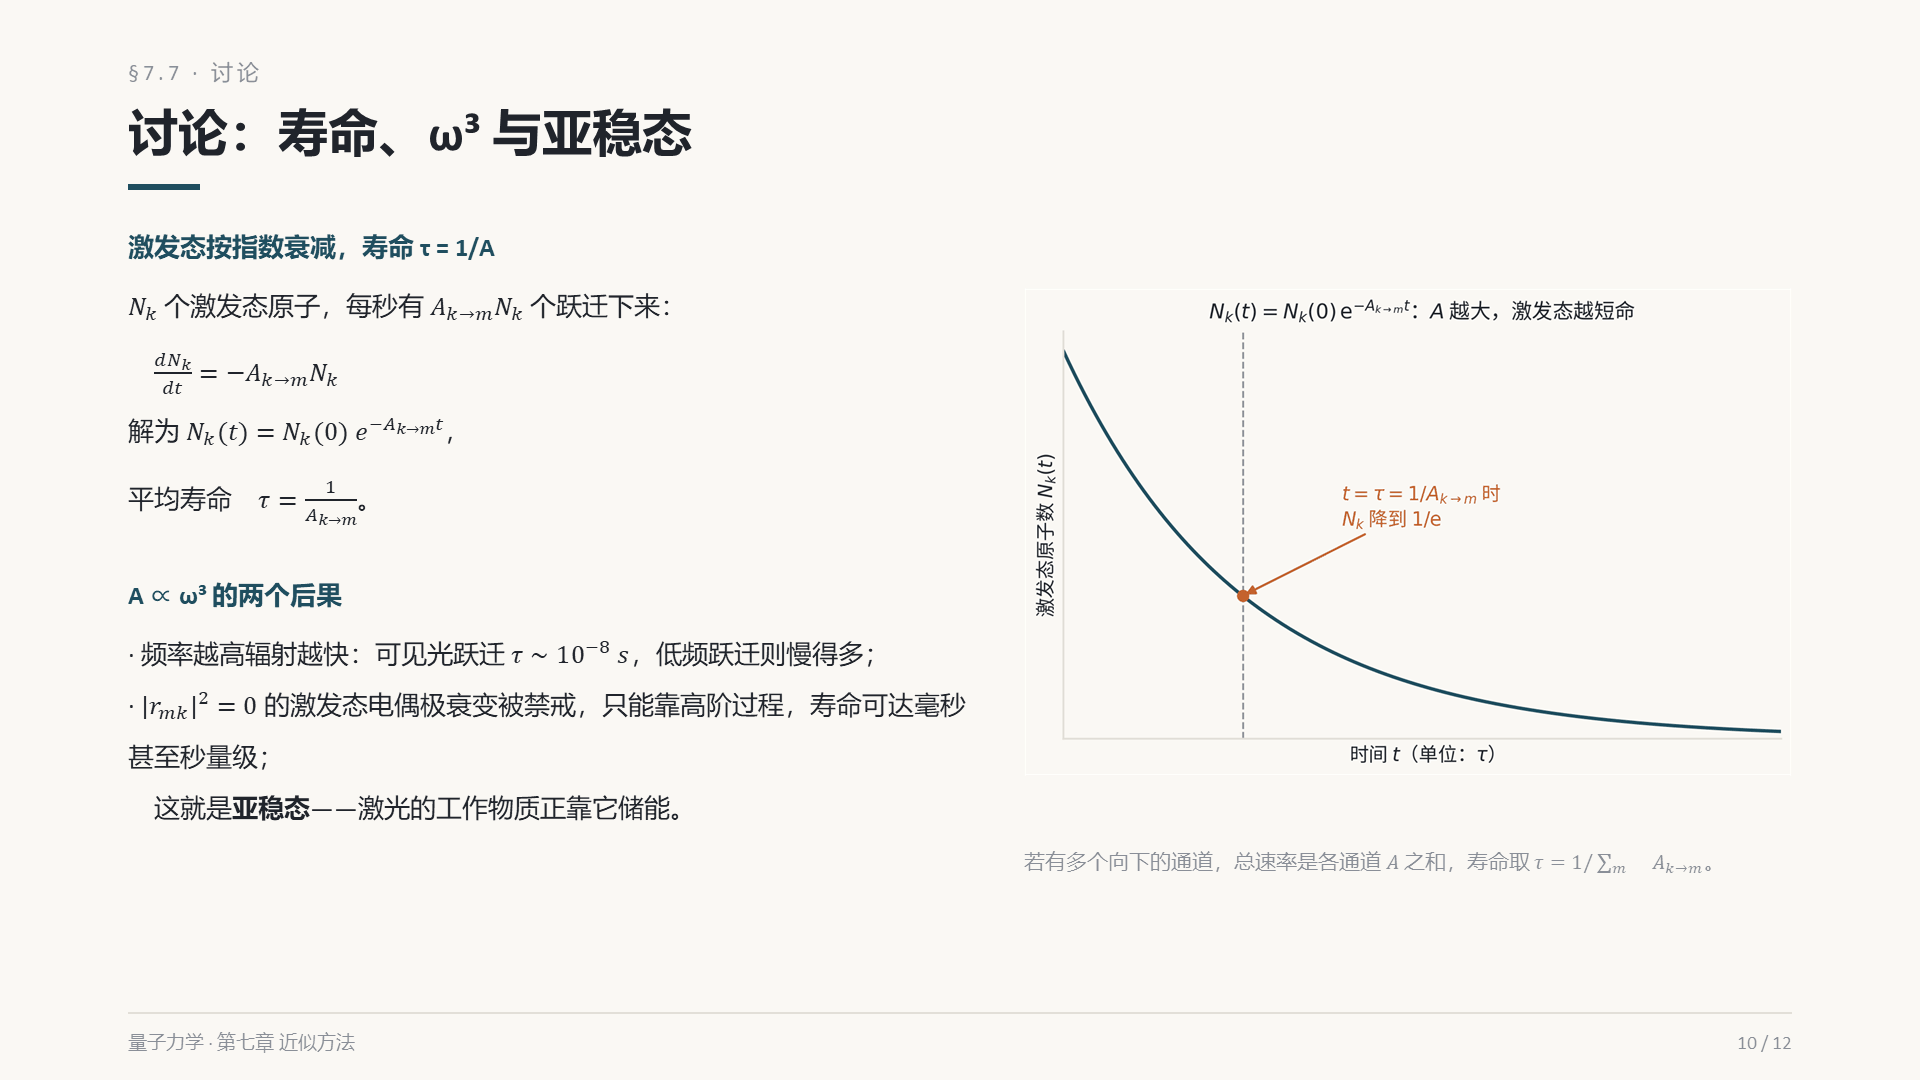 §7.7 · 讨论
讨论：寿命、ω³ 与亚稳态
激发态按指数衰减，寿命 τ = 1/A
N_k 个激发态原子，每秒有 A_{k→m}N_k 个跃迁下来：
\frac{dN_k}{dt} = −A_{k→m}N_k
解为 N_k(t) = N_k(0) e^{−A_{k→m}t}，
平均寿命 τ = \frac{1}{A_{k→m}}。
A ∝ ω³ 的两个后果
· 频率越高辐射越快：可见光跃迁 τ ~ 10^{−8} s，低频跃迁则慢得多；
· |r_{mk}|^2 = 0 的激发态电偶极衰变被禁戒，只能靠高阶过程，寿命可达毫秒
甚至秒量级；
这就是亚稳态——激光的工作物质正靠它储能。
N_k(t) = N_k(0) e^{−A_{k→m}t}：A 越大，激发态越短命
激发态原子数 N_k(t)
t = τ = 1/A_{k→m} 时
N_k 降到 1/e
时间 t（单位：τ）
若有多个向下的通道，总速率是各通道 A 之和，寿命取 τ = 1/∑_m A_{k→m}。
量子力学 · 第七章 近似方法
10 / 12